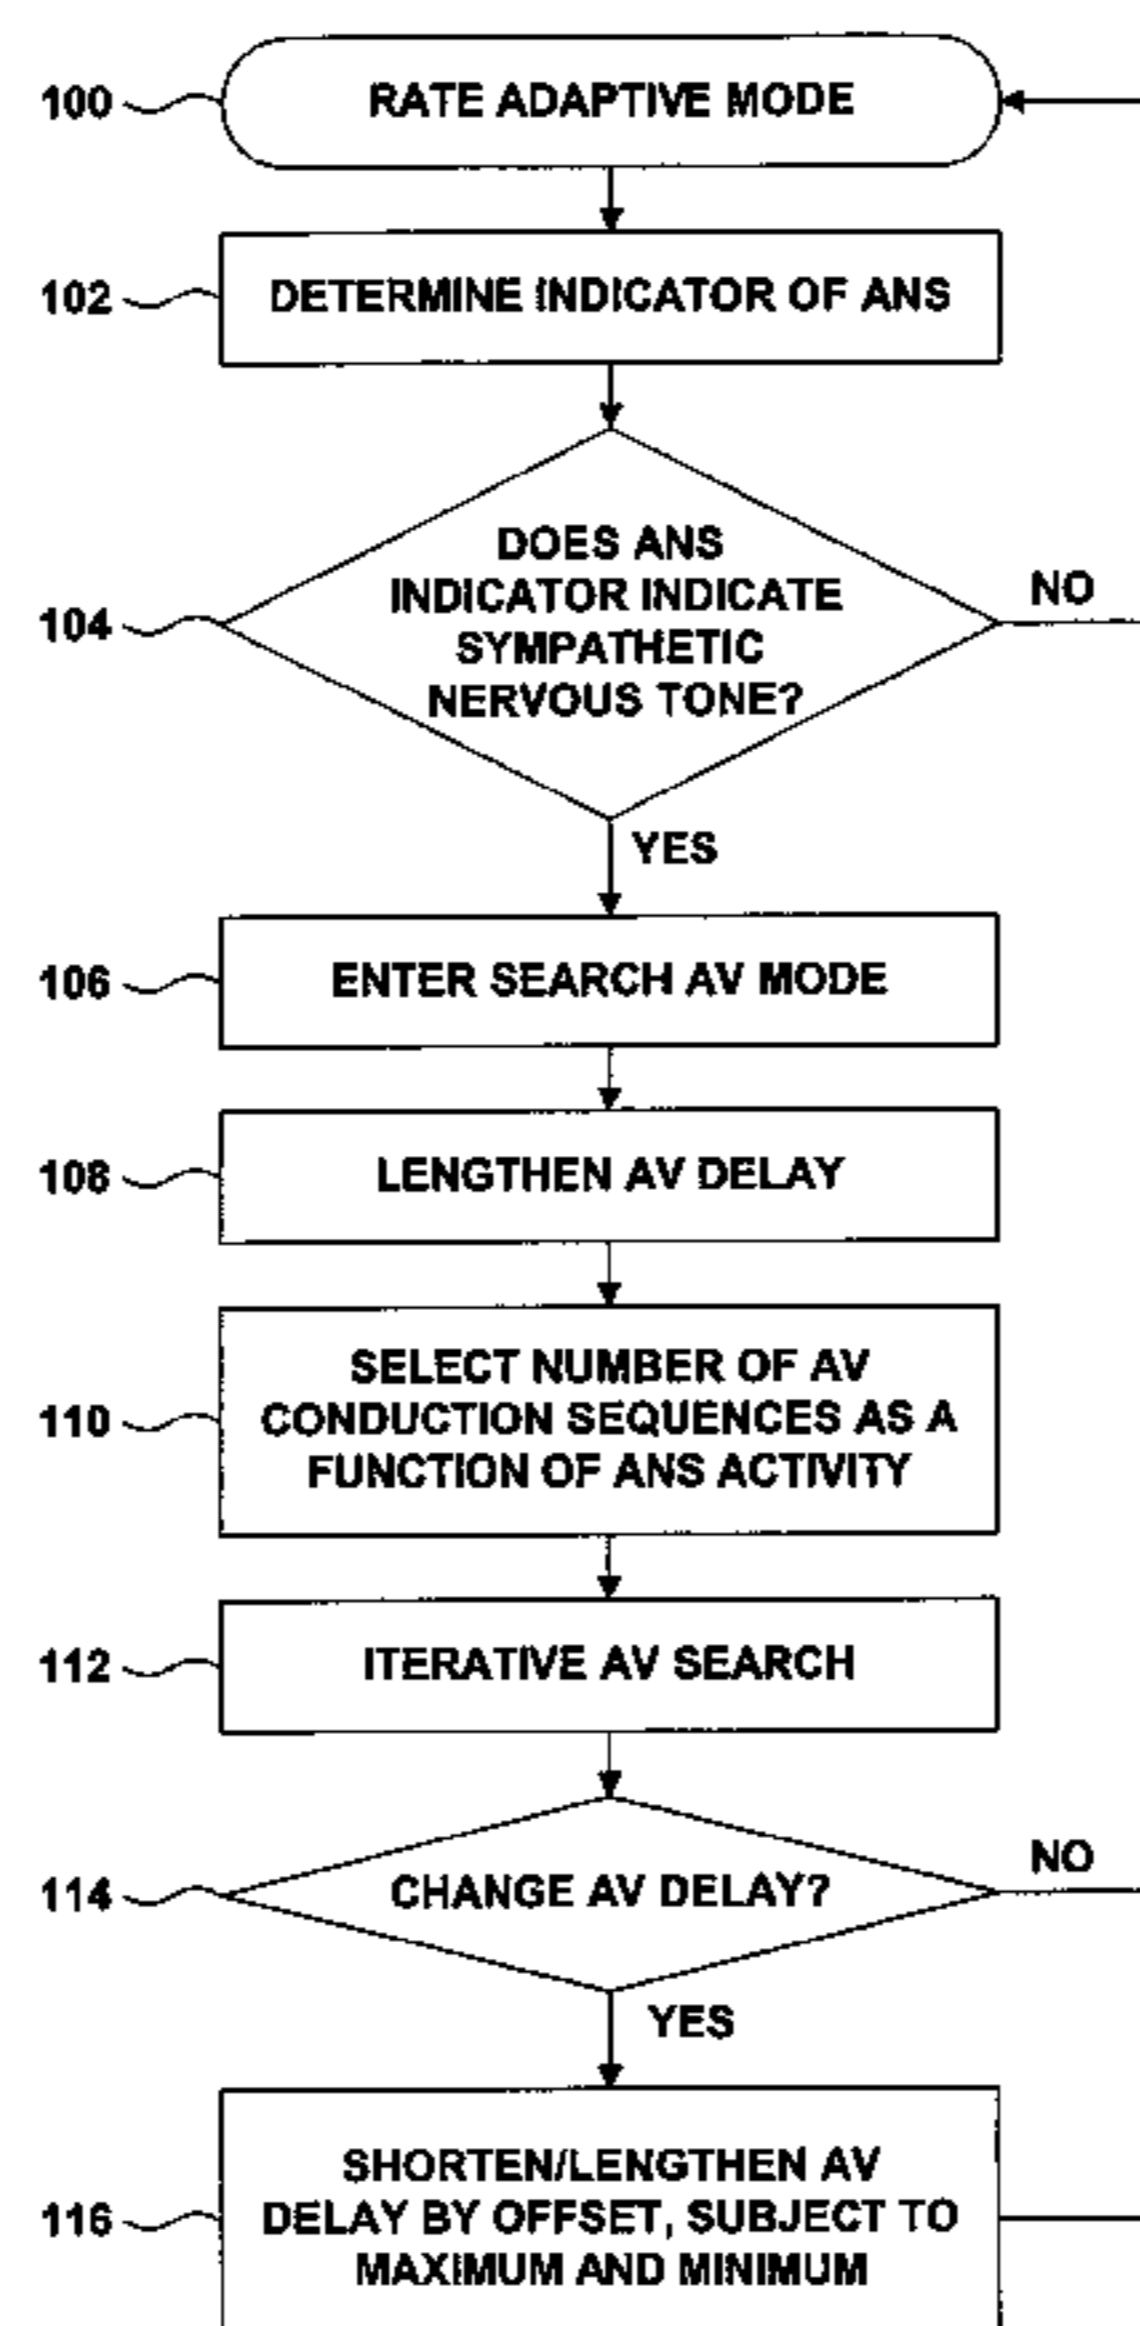 100
RATE ADAPTIVE MODE
102
DETERMINE INDICATOR OF ANS
104
DOES ANS
INDICATOR INDICATE
SYMPATHETIC
NERVOUS TONE?
NO
YES
106
ENTER SEARCH AV MODE
108
LENGTHEN AV DELAY
110
SELECT NUMBER OF AV
CONDUCTION SEQUENCES AS A
FUNCTION OF ANS ACTIVITY
112
ITERATIVE AV SEARCH
114
CHANGE AV DELAY?
NO
YES
116
SHORTEN/LENGTHEN AV
DELAY BY OFFSET, SUBJECT TO
MAXIMUM AND MINIMUM